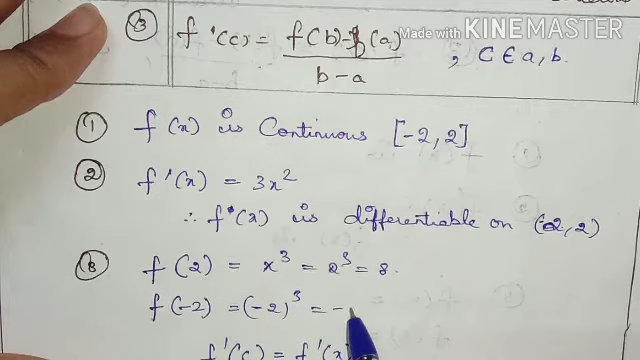 Made with KINEMASTER
③ f'(c) = f(b) - f(a) / b - a ; C ∈ a, b.
① f(x) is Continuous [-2, 2]
② f'(x) = 3x²
∴ f'(x) is differentiable on (-2, 2)
③ f(2) = x³ = 2³ = 8.
f(-2) = (-2)³ = -
f'(c) = f'(x)